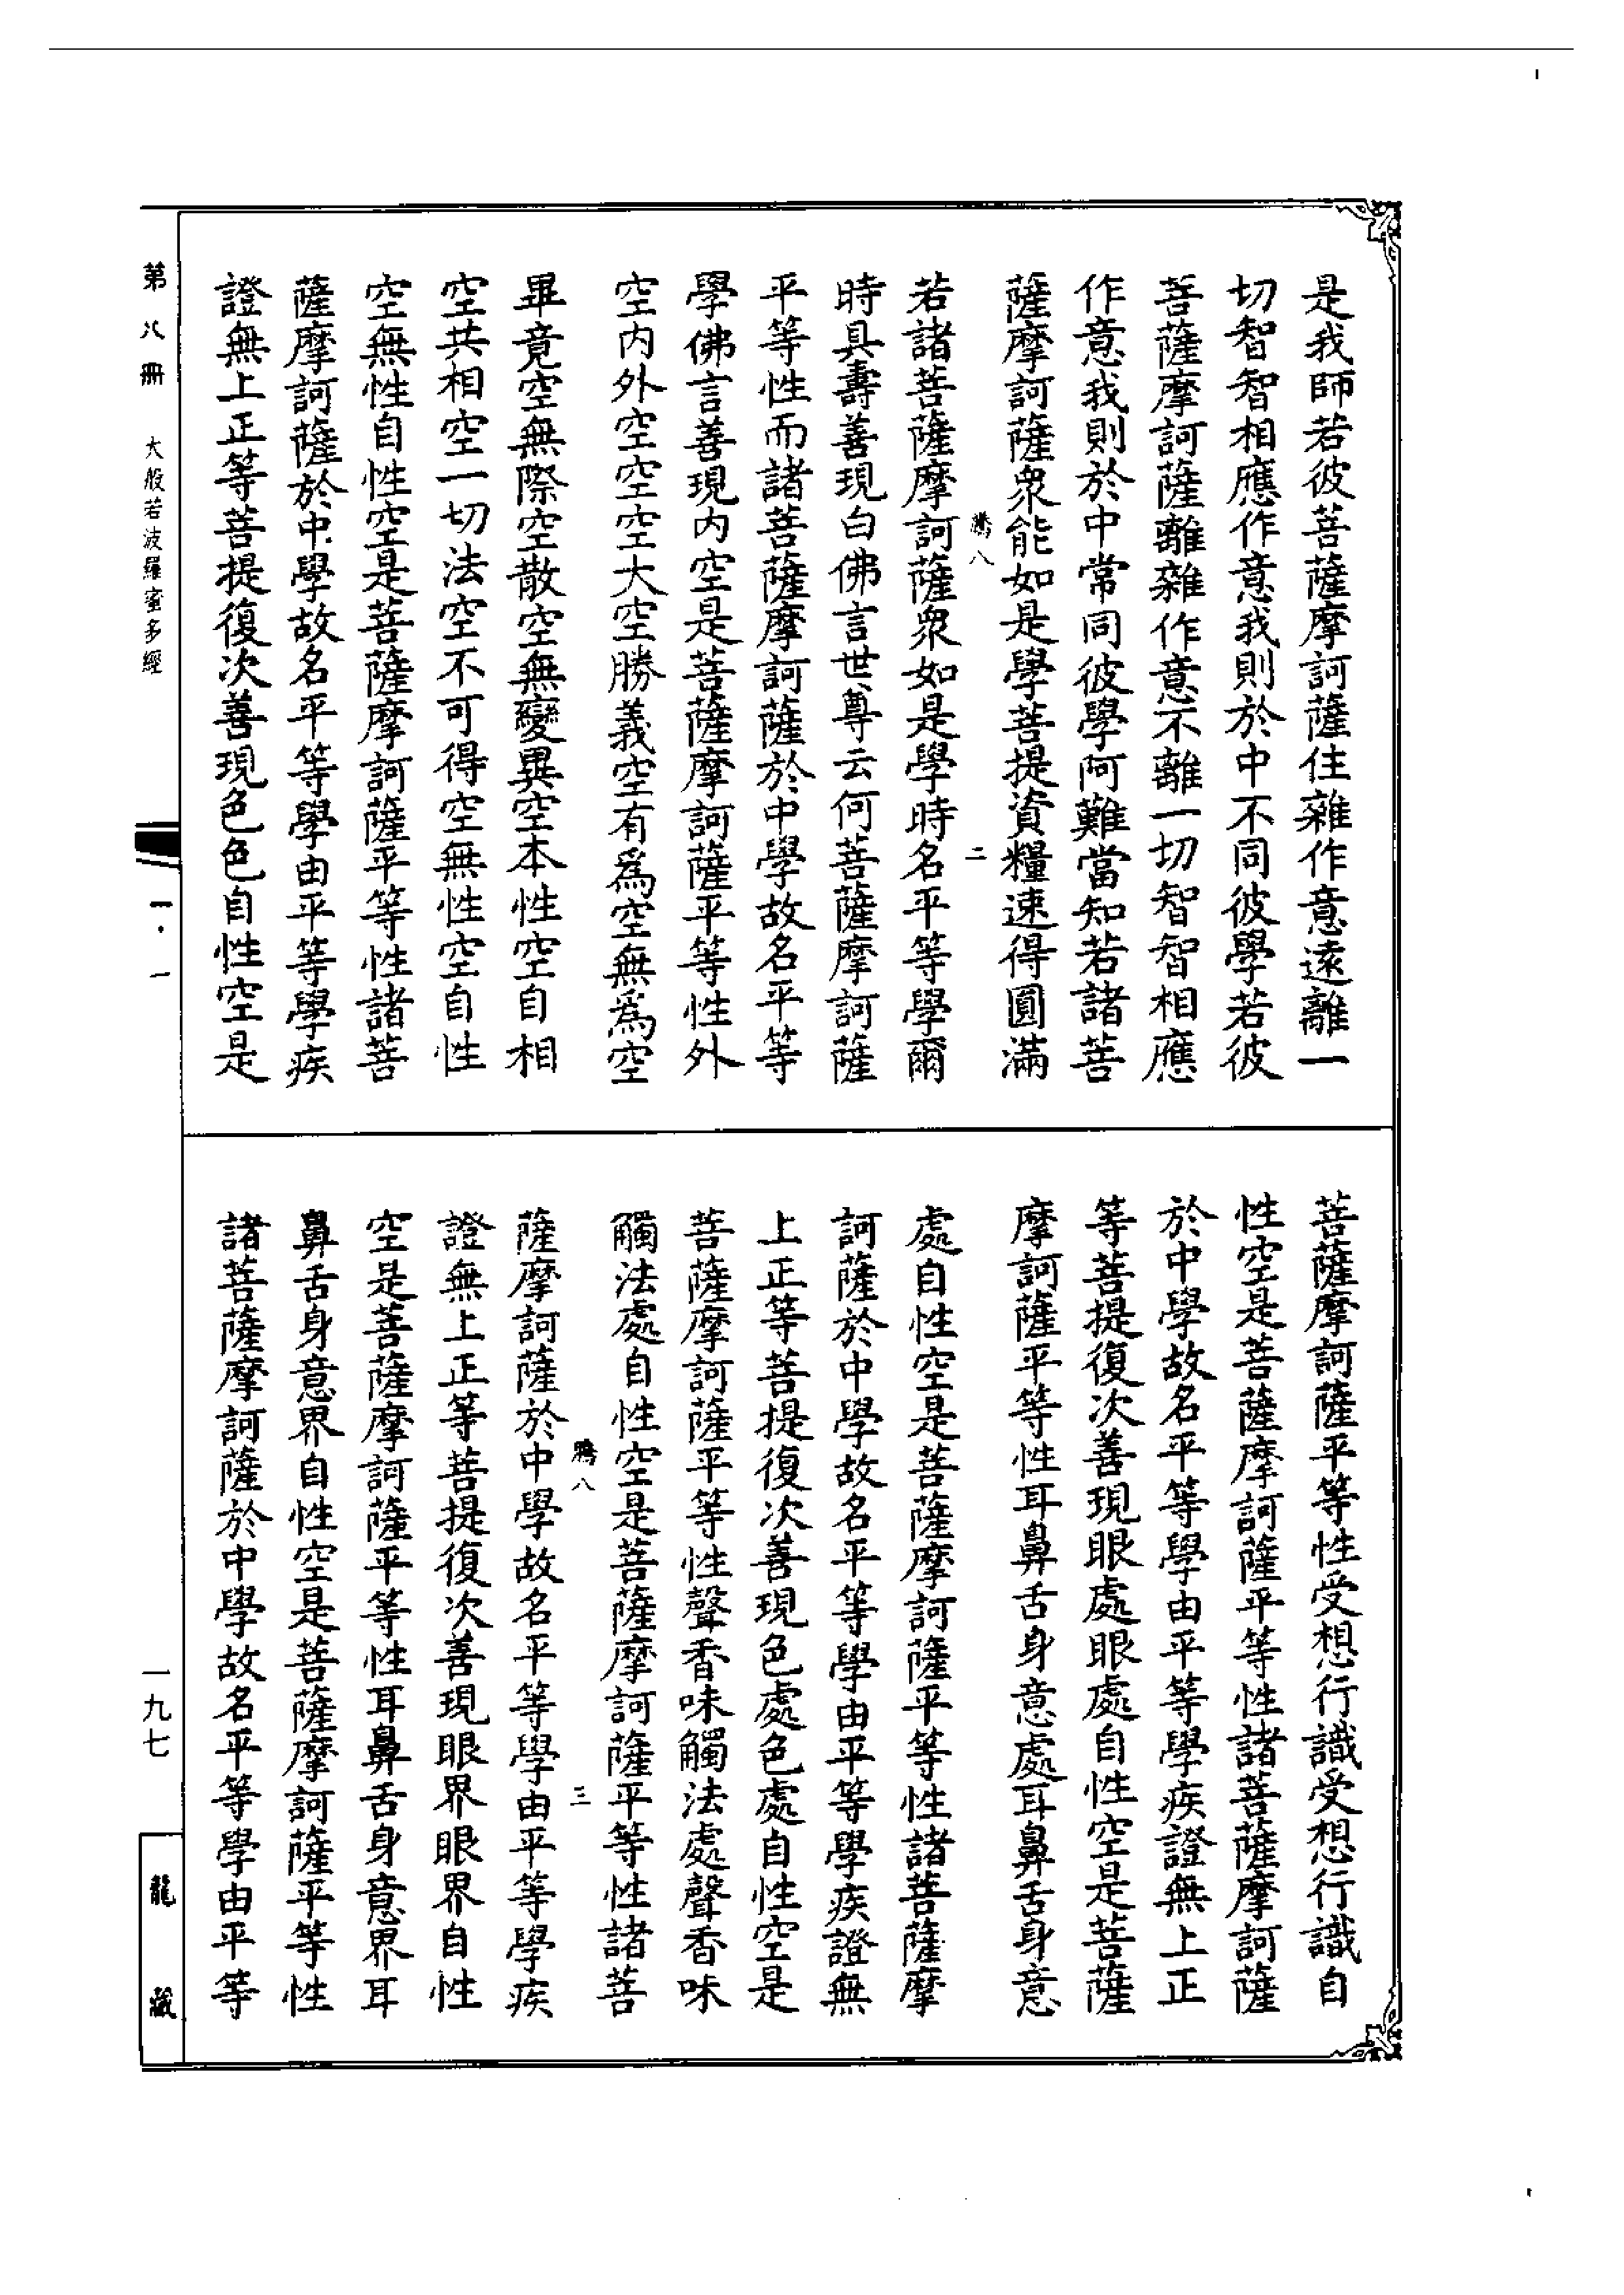 是我師若彼菩薩摩訶薩住雜作意遠離一
切智智相應作意我則於中不同彼學若彼
菩薩摩訶薩離雜作意不離一切智智相應
作意我則於中常同彼學阿難當知若諸菩
薩摩訶薩衆能如是學菩提資糧速得圓滿
騰八
二
若諸菩薩摩訶薩衆如是學時名平等學爾
時具壽善現白佛言世尊云何菩薩摩訶薩
平等性而諸菩薩摩訶薩於中學故名平等
學佛言善現内空是菩薩摩訶薩平等性外
空内外空空空大空勝義空有爲空無爲空
畢竟空無際空散空無變異空本性空自相
空共相空一切法空不可得空無性空自性
空無性自性空是菩薩摩訶薩平等性諸菩
薩摩訶薩於中學故名平等學由平等學疾
證無上正等菩提復次善現色色自性空是
菩薩摩訶薩平等性受想行識受想行識自
性空是菩薩摩訶薩平等性諸菩薩摩訶薩
於中學故名平等學由平等學疾證無上正
等菩提復次善現眼處眼處自性空是菩薩
摩訶薩平等性耳鼻舌身意處耳鼻舌身意
處自性空是菩薩摩訶薩平等性諸菩薩摩
訶薩於中學故名平等學由平等學疾證無
上正等菩提復次善現色處色處自性空是
菩薩摩訶薩平等性聲香味觸法處聲香味
觸法處自性空是菩薩摩訶薩平等性諸菩
騰八
三
薩摩訶薩於中學故名平等學由平等學疾
證無上正等菩提復次善現眼界眼界自性
空是菩薩摩訶薩平等性耳鼻舌身意界耳
鼻舌身意界自性空是菩薩摩訶薩平等性
諸菩薩摩訶薩於中學故名平等學由平等
第八冊
大般若波羅蜜多經
一·一
一九七
龍藏